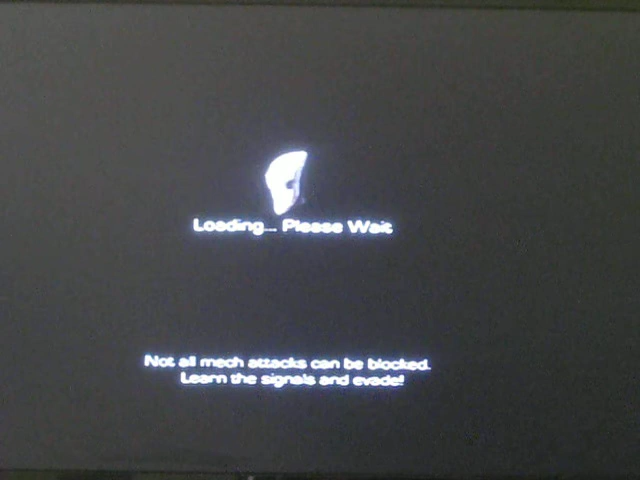 Loading... Please Wait
Not all mech attacks can be blocked.
Learn the signals and evade!